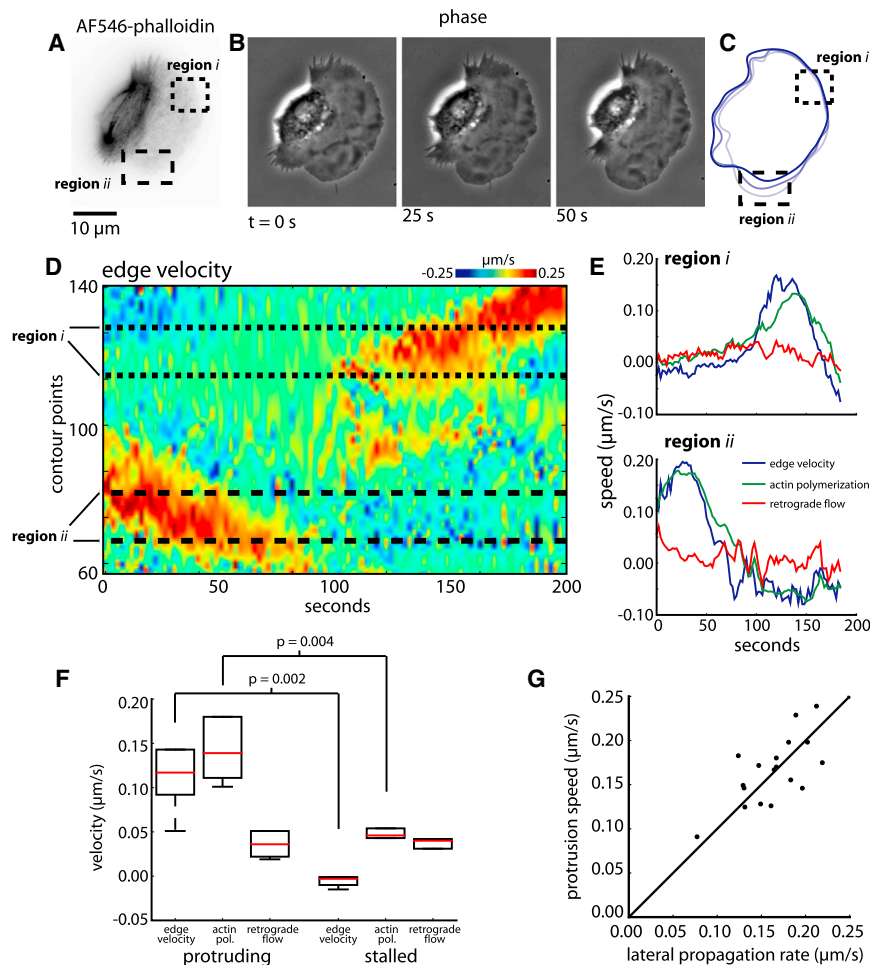 A
AF546-phalloidin
region i
region ii
10 µm
B
phase
t = 0 s
25 s
50 s
C
region i
region ii
D
edge velocity
µm/s
-0.25
0.25
140
100
60
contour points
region i
region ii
0
50
100
150
200
seconds
E
region i
0.20
0.10
0.00
-0.10
region ii
0.20
0.10
0.00
-0.10
speed (µm/s)
edge velocity
actin polymerization
retrograde flow
0
50
100
150
200
seconds
F
p = 0.004
p = 0.002
0.20
0.15
0.10
0.05
0.00
-0.05
velocity (µm/s)
edge velocity
actin pol.
retrograde flow
edge velocity
actin pol.
retrograde flow
protruding
stalled
G
0.25
0.20
0.15
0.10
0.05
0.00
protrusion speed (µm/s)
0.00
0.05
0.10
0.15
0.20
0.25
lateral propagation rate (µm/s)